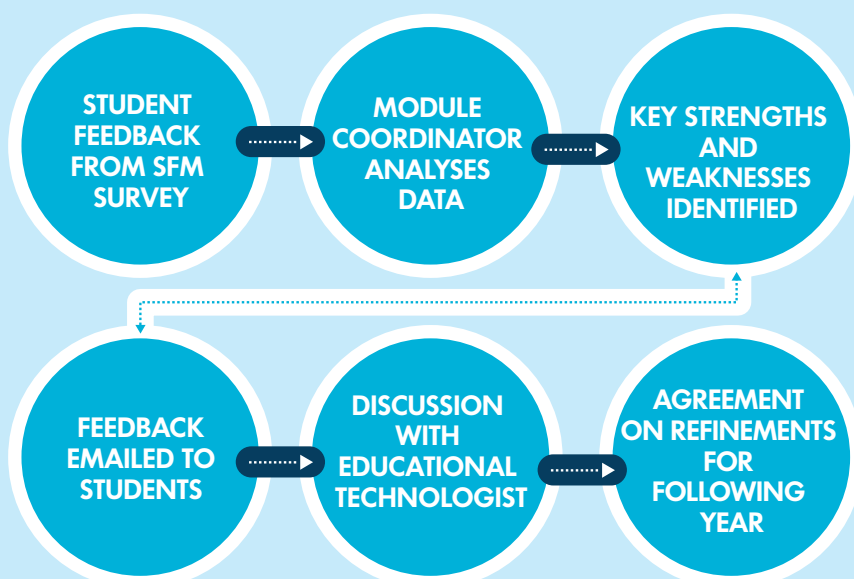 STUDENT
FEEDBACK
FROM SFM
SURVEY
MODULE
COORDINATOR
ANALYSES
DATA
KEY STRENGTHS
AND
WEAKNESSES
IDENTIFIED
FEEDBACK
EMAILED TO
STUDENTS
DISCUSSION
WITH
EDUCATIONAL
TECHNOLOGIST
AGREEMENT
ON REFINEMENTS
FOR
FOLLOWING
YEAR